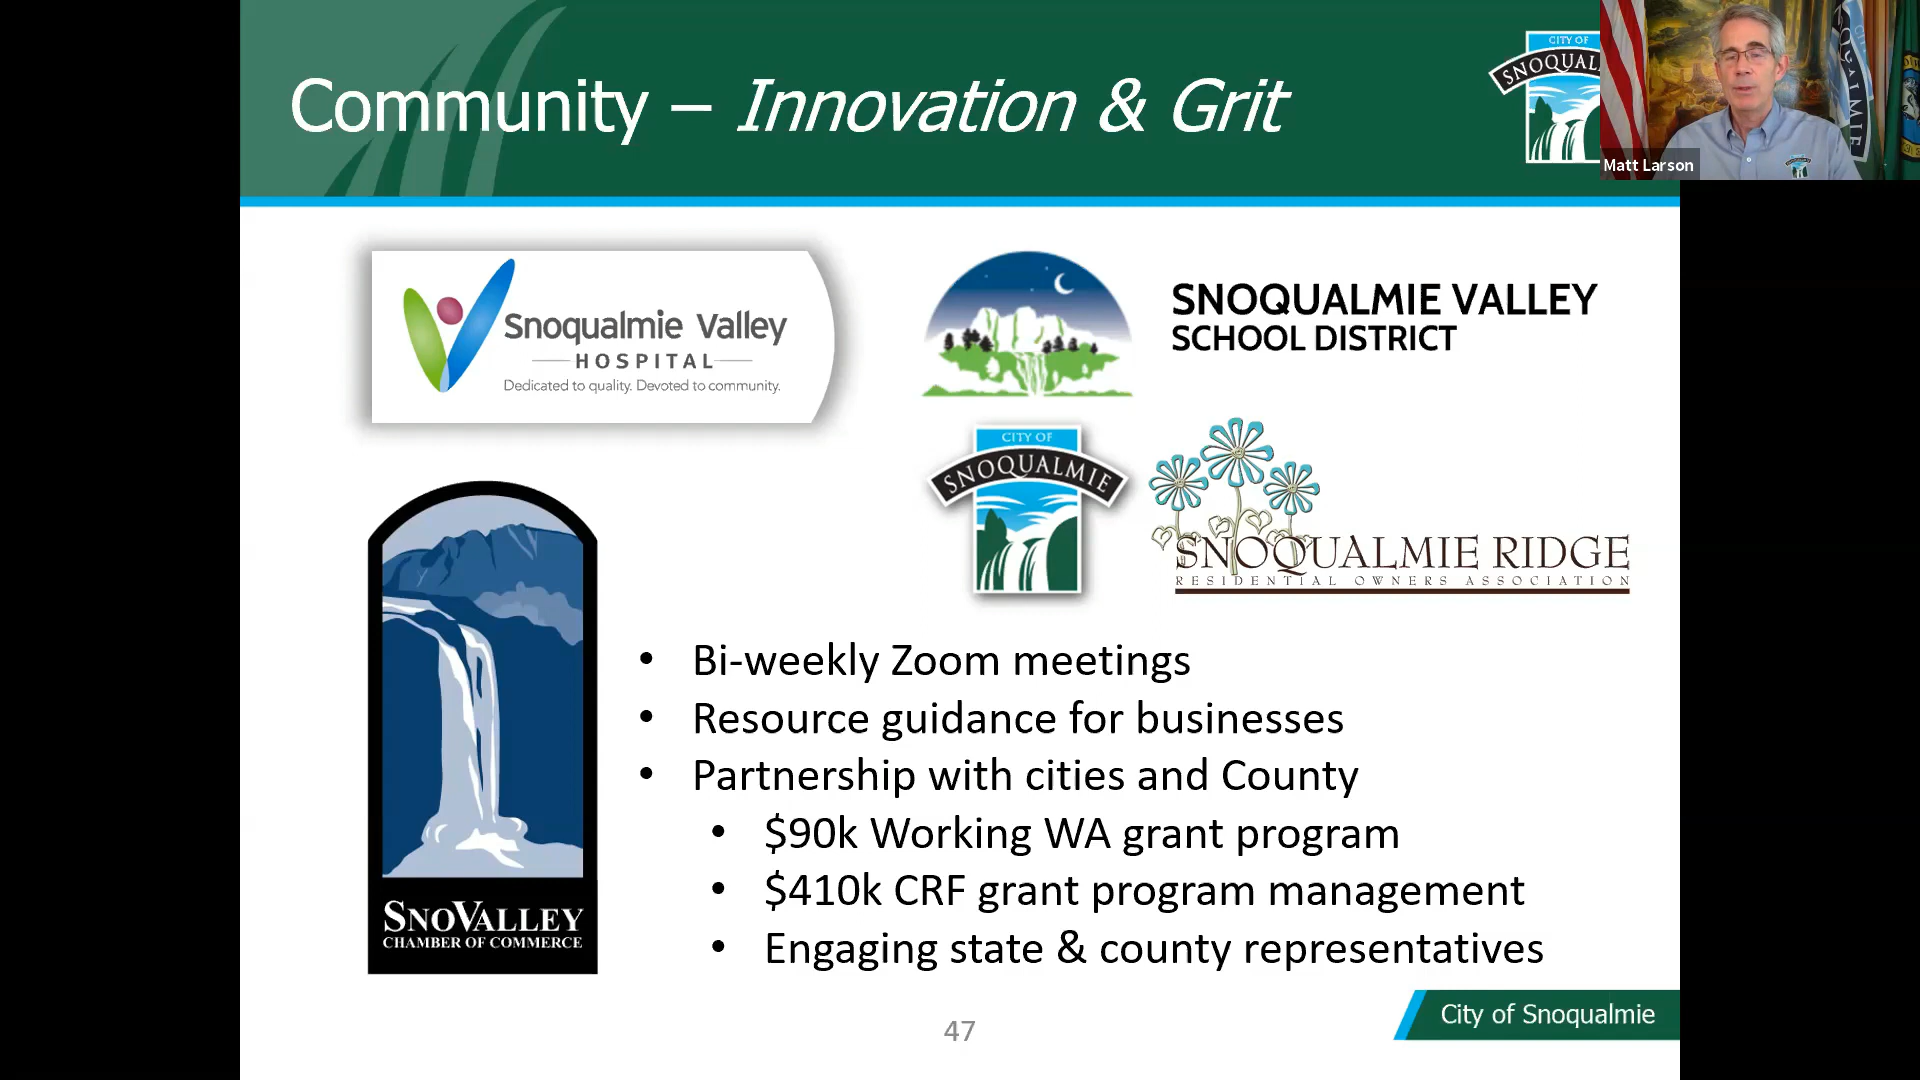 Community – Innovation & Grit
CITY OF
SNOQUAL
Matt Larson
Snoqualmie Valley
HOSPITAL
Dedicated to quality. Devoted to community.
SNOQUALMIE VALLEY
SCHOOL DISTRICT
CITY OF
SNOQUALMIE
SNOQUALMIE RIDGE
RESIDENTIAL OWNERS ASSOCIATION
SNOVALLEY
CHAMBER OF COMMERCE
• Bi-weekly Zoom meetings
• Resource guidance for businesses
• Partnership with cities and County
• $90k Working WA grant program
• $410k CRF grant program management
• Engaging state & county representatives
City of Snoqualmie
47